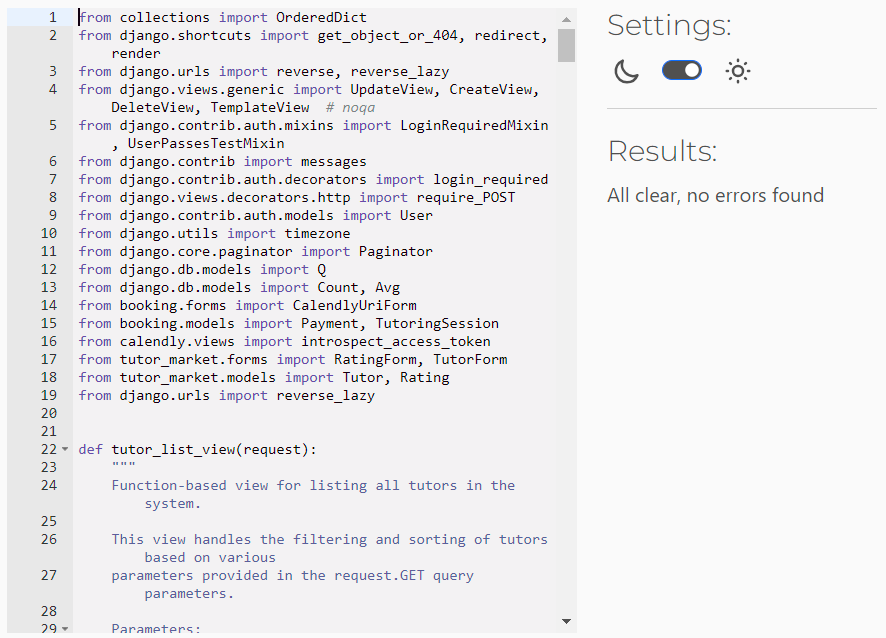 1 from collections import OrderedDict
2 from django.shortcuts import get_object_or_404, redirect,
render
3 from django.urls import reverse, reverse_lazy
4 from django.views.generic import UpdateView, CreateView,
DeleteView, TemplateView  # noqa
5 from django.contrib.auth.mixins import LoginRequiredMixin
, UserPassesTestMixin
6 from django.contrib import messages
7 from django.contrib.auth.decorators import login_required
8 from django.views.decorators.http import require_POST
9 from django.contrib.auth.models import User
10 from django.utils import timezone
11 from django.core.paginator import Paginator
12 from django.db.models import Q
13 from django.db.models import Count, Avg
14 from booking.forms import CalendlyUriForm
15 from booking.models import Payment, TutoringSession
16 from calendly.views import introspect_access_token
17 from tutor_market.forms import RatingForm, TutorForm
18 from tutor_market.models import Tutor, Rating
19 from django.urls import reverse_lazy
20
21
22 def tutor_list_view(request):
23 """
24 Function-based view for listing all tutors in the
system.
25
26 This view handles the filtering and sorting of tutors
based on various
27 parameters provided in the request.GET query
parameters.
28
29 Parameters:
Settings:
Results:
All clear, no errors found